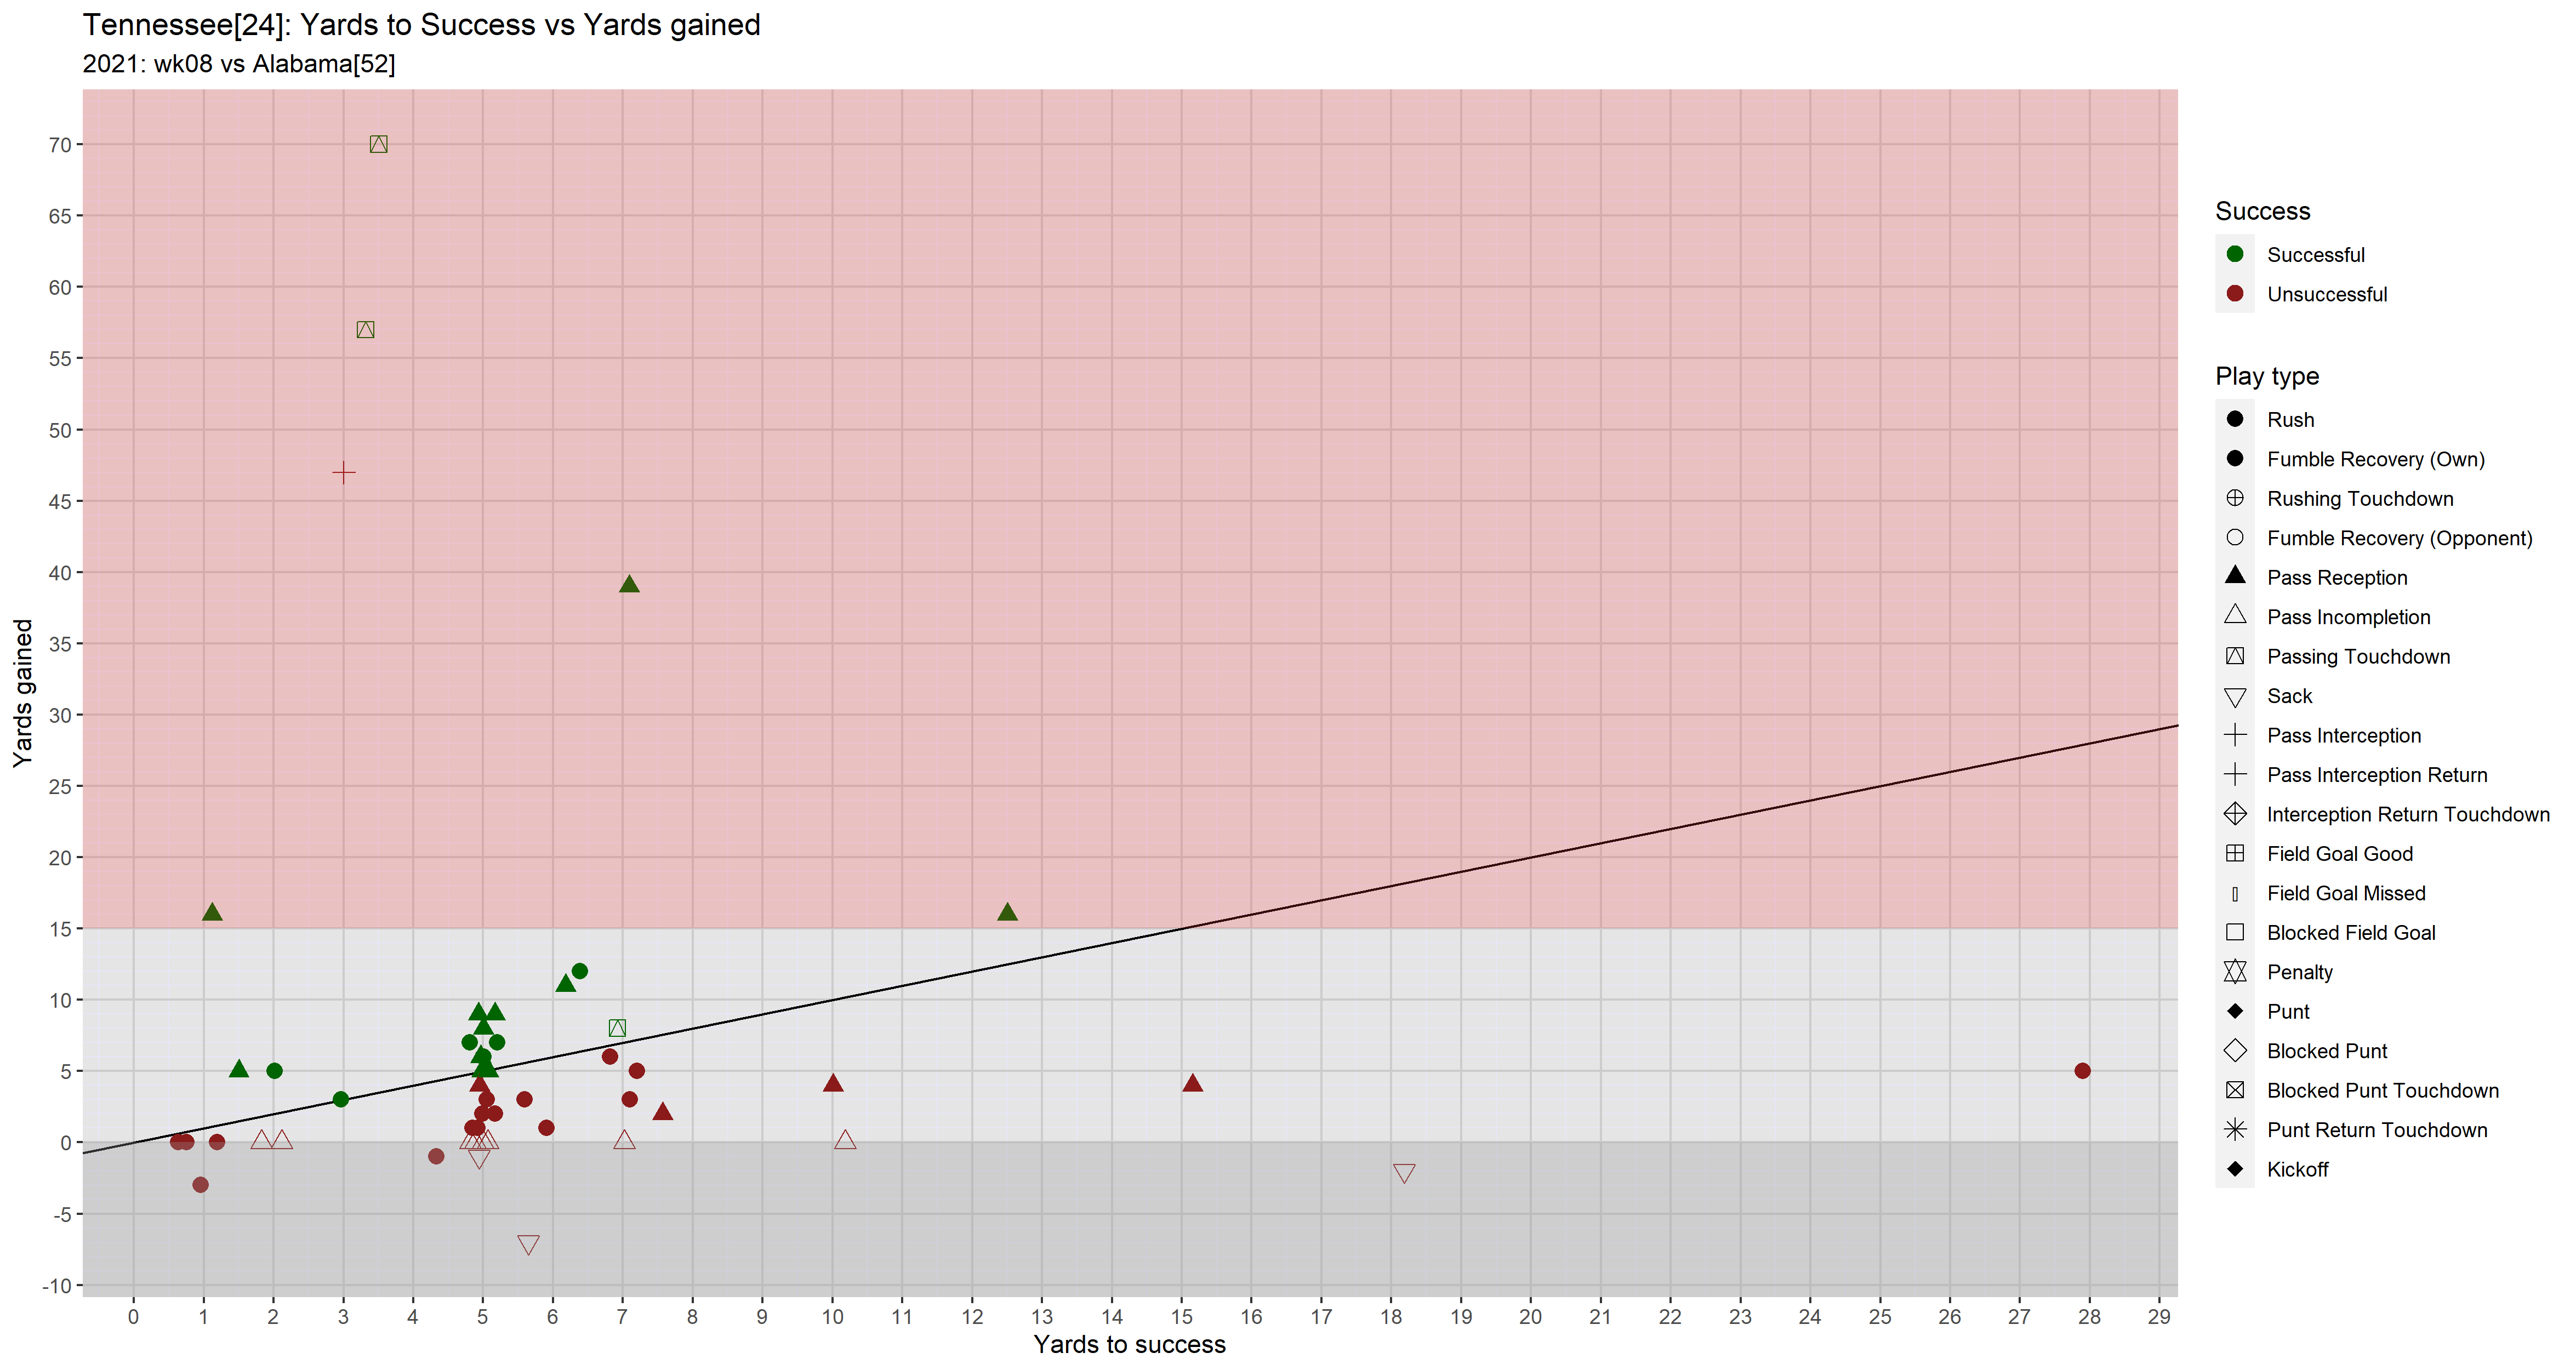 Tennessee[24]: Yards to Success vs Yards gained
2021: wk08 vs Alabama[52]
Yards gained
70
65
60
55
50
45
40
35
30
25
20
15
10
5
0
-5
-10
0 1 2 3 4 5 6 7 8 9 10 11 12 13 14 15 16 17 18 19 20 21 22 23 24 25 26 27 28 29
Yards to success
Success
Successful
Unsuccessful
Play type
Rush
Fumble Recovery (Own)
Rushing Touchdown
Fumble Recovery (Opponent)
Pass Reception
Pass Incompletion
Passing Touchdown
Sack
Pass Interception
Pass Interception Return
Interception Return Touchdown
Field Goal Good
Field Goal Missed
Blocked Field Goal
Penalty
Punt
Blocked Punt
Blocked Punt Touchdown
Punt Return Touchdown
Kickoff